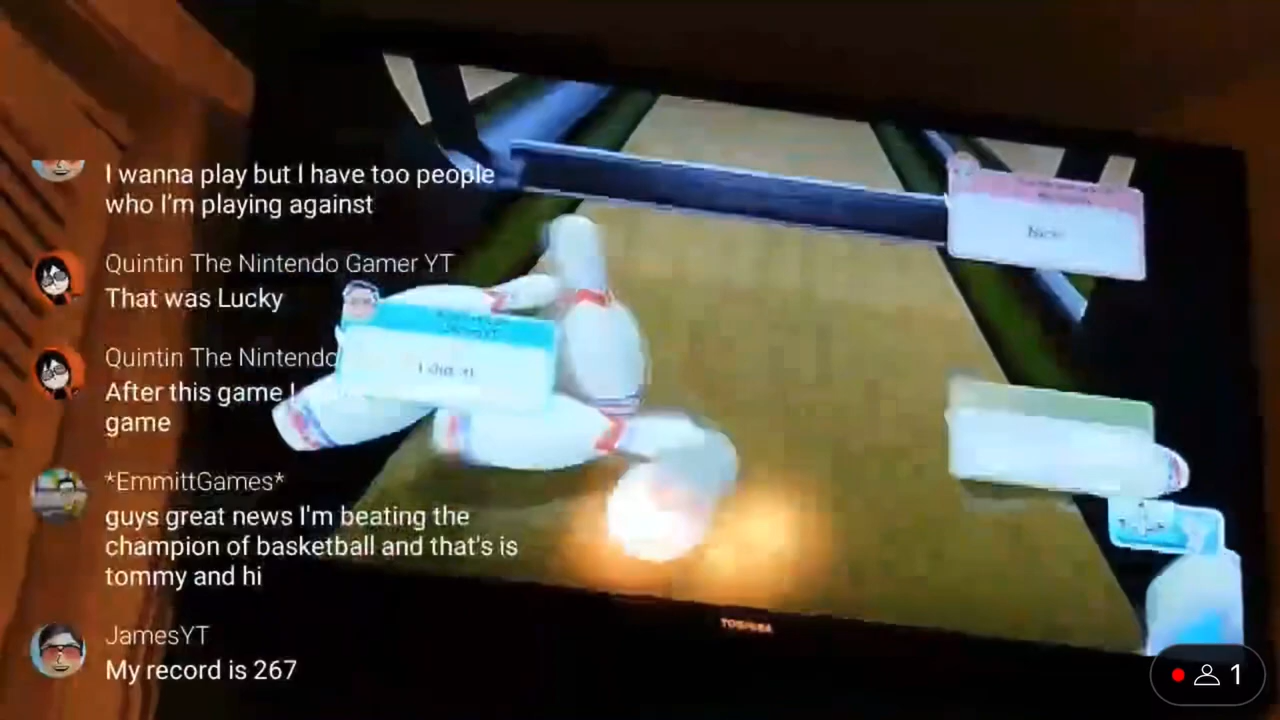 I wanna play but I have too people
who I'm playing against
Quintin The Nintendo Gamer YT
That was Lucky
Quintin The Nintendo
After this game I
game
*EmmittGames*
guys great news I'm beating the
champion of basketball and that's is
tommy and hi
JamesYT
My record is 267
TOSHIBA
1